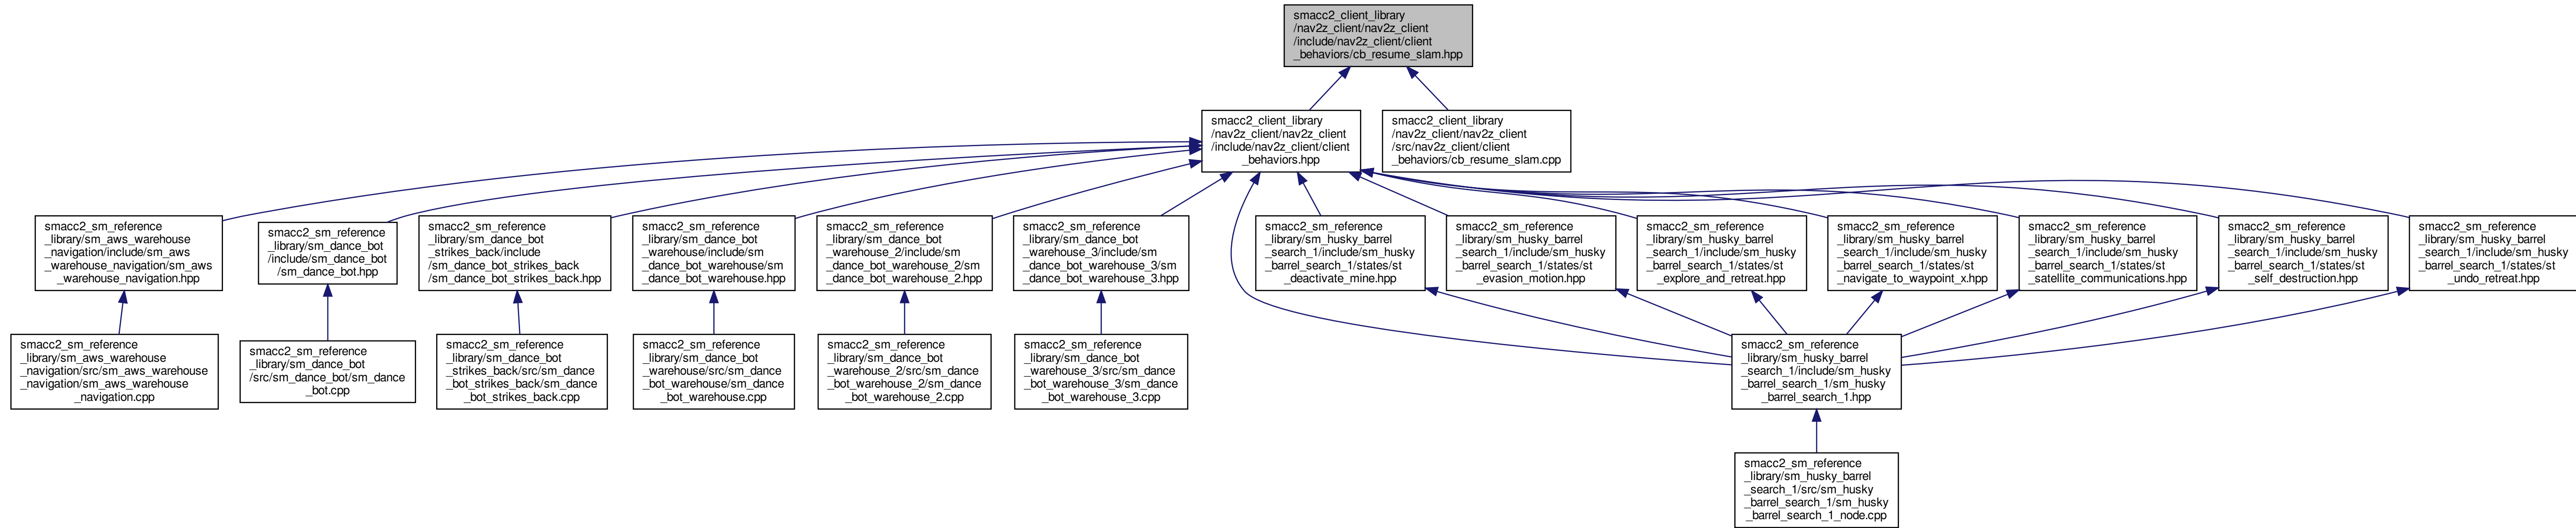 smacc2_client_library
/nav2z_client/nav2z_client
/include/nav2z_client/client
_behaviors/cb_resume_slam.hpp
smacc2_client_library
/nav2z_client/nav2z_client
/include/nav2z_client/client
_behaviors.hpp
smacc2_client_library
/nav2z_client/nav2z_client
/src/nav2z_client/client
_behaviors/cb_resume_slam.cpp
smacc2_sm_reference
_library/sm_aws_warehouse
_navigation/include/sm_aws
_warehouse_navigation/sm_aws
_warehouse_navigation.hpp
smacc2_sm_reference
_library/sm_dance_bot
/include/sm_dance_bot
/sm_dance_bot.hpp
smacc2_sm_reference
_library/sm_dance_bot
_strikes_back/include
/sm_dance_bot_strikes_back
/sm_dance_bot_strikes_back.hpp
smacc2_sm_reference
_library/sm_dance_bot
_warehouse/include/sm
_dance_bot_warehouse/sm
_dance_bot_warehouse.hpp
smacc2_sm_reference
_library/sm_dance_bot
_warehouse_2/include/sm
_dance_bot_warehouse_2/sm
_dance_bot_warehouse_2.hpp
smacc2_sm_reference
_library/sm_dance_bot
_warehouse_3/include/sm
_dance_bot_warehouse_3/sm
_dance_bot_warehouse_3.hpp
smacc2_sm_reference
_library/sm_husky_barrel
_search_1/include/sm_husky
_barrel_search_1/states/st
_deactivate_mine.hpp
smacc2_sm_reference
_library/sm_husky_barrel
_search_1/include/sm_husky
_barrel_search_1/states/st
_evasion_motion.hpp
smacc2_sm_reference
_library/sm_husky_barrel
_search_1/include/sm_husky
_barrel_search_1/states/st
_explore_and_retreat.hpp
smacc2_sm_reference
_library/sm_husky_barrel
_search_1/include/sm_husky
_barrel_search_1/states/st
_navigate_to_waypoint_x.hpp
smacc2_sm_reference
_library/sm_husky_barrel
_search_1/include/sm_husky
_barrel_search_1/states/st
_satellite_communications.hpp
smacc2_sm_reference
_library/sm_husky_barrel
_search_1/include/sm_husky
_barrel_search_1/states/st
_self_destruction.hpp
smacc2_sm_reference
_library/sm_husky_barrel
_search_1/include/sm_husky
_barrel_search_1/states/st
_undo_retreat.hpp
smacc2_sm_reference
_library/sm_aws_warehouse
_navigation/src/sm_aws_warehouse
_navigation/sm_aws_warehouse
_navigation.cpp
smacc2_sm_reference
_library/sm_dance_bot
/src/sm_dance_bot/sm_dance
_bot.cpp
smacc2_sm_reference
_library/sm_dance_bot
_strikes_back/src/sm_dance
_bot_strikes_back/sm_dance
_bot_strikes_back.cpp
smacc2_sm_reference
_library/sm_dance_bot
_warehouse/src/sm_dance
_bot_warehouse/sm_dance
_bot_warehouse.cpp
smacc2_sm_reference
_library/sm_dance_bot
_warehouse_2/src/sm_dance
_bot_warehouse_2/sm_dance
_bot_warehouse_2.cpp
smacc2_sm_reference
_library/sm_dance_bot
_warehouse_3/src/sm_dance
_bot_warehouse_3/sm_dance
_bot_warehouse_3.cpp
smacc2_sm_reference
_library/sm_husky_barrel
_search_1/include/sm_husky
_barrel_search_1/sm_husky
_barrel_search_1.hpp
smacc2_sm_reference
_library/sm_husky_barrel
_search_1/src/sm_husky
_barrel_search_1/sm_husky
_barrel_search_1_node.cpp